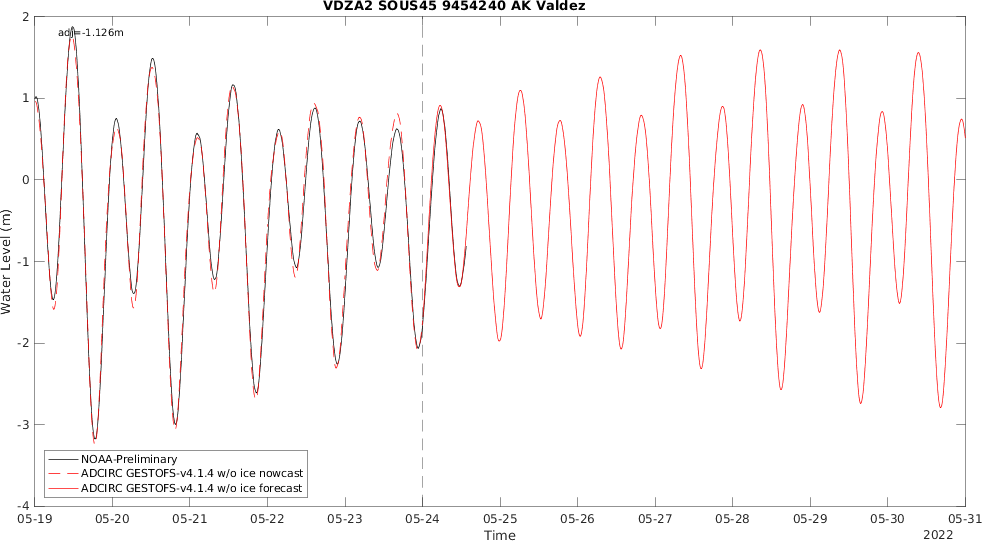 VDZA2 SOUS45 9454240 AK Valdez
adj=-1.126m
2
1
0
-1
-2
-3
-4
Water Level (m)
NOAA-Preliminary
ADCIRC GESTOFS-v4.1.4 w/o ice nowcast
ADCIRC GESTOFS-v4.1.4 w/o ice forecast
05-19 05-20 05-21 05-22 05-23 05-24 05-25 05-26 05-27 05-28 05-29 05-30 05-31
Time
2022